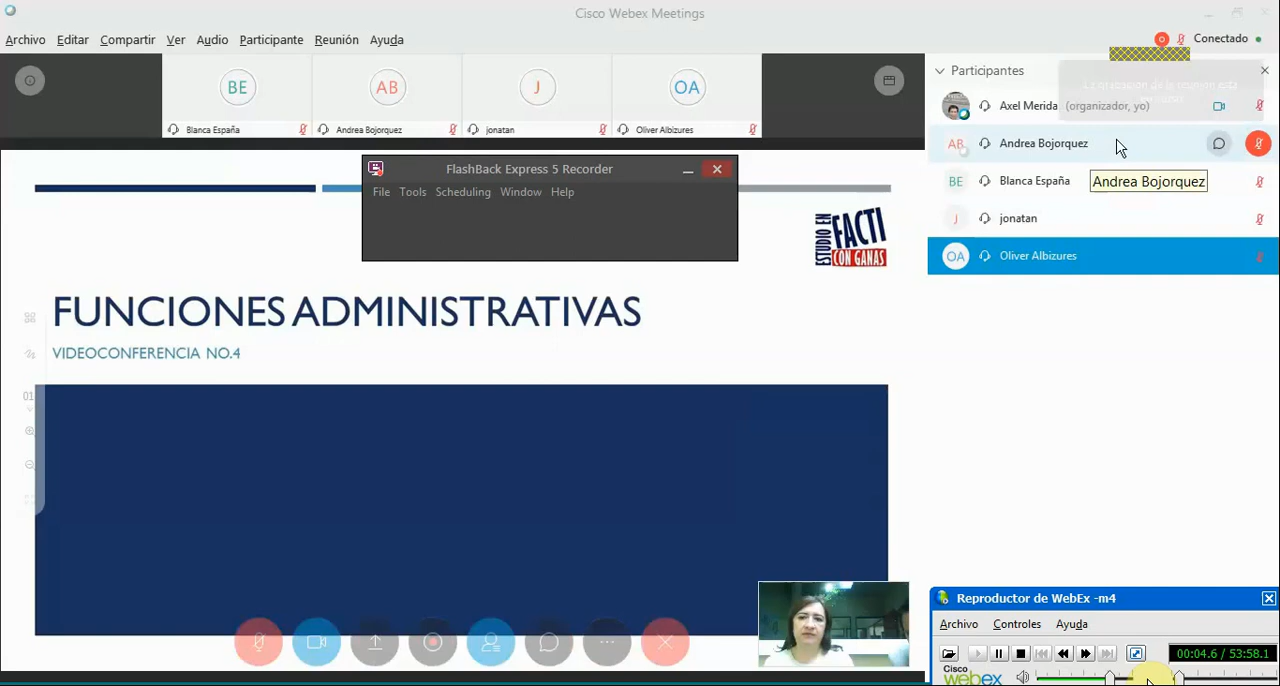 Cisco Webex Meetings
Archivo Editar Compartir Ver Audio Participante Reunión Ayuda
Conectado
BE AB J OA
Blanca España Andrea Bojorquez jonatan Oliver Albizures
Participantes
Axel Merida (organizador, yo)
AB Andrea Bojorquez
BE Blanca España
Andrea Bojorquez
J jonatan
OA Oliver Albizures
FlashBack Express 5 Recorder
File Tools Scheduling Window Help
ESTUDIO EN
FACTI
CON GANAS
FUNCIONES ADMINISTRATIVAS
VIDEOCONFERENCIA NO.4
01
Reproductor de WebEx -m4
Archivo Controles Ayuda
00:04.6 / 53:58.1
Cisco
webex